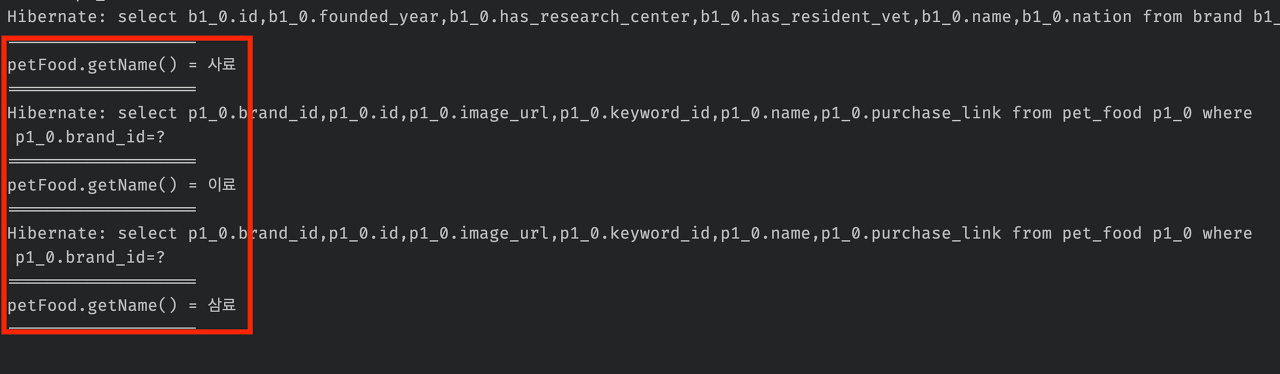 Hibernate: select b1_0.id,b1_0.founded_year,b1_0.has_research_center,b1_0.has_resident_vet,b1_0.name,b1_0.nation from brand b1_
====================
petFood.getName() = 사료
====================
Hibernate: select p1_0.brand_id,p1_0.id,p1_0.image_url,p1_0.keyword_id,p1_0.name,p1_0.purchase_link from pet_food p1_0 where
p1_0.brand_id=?
====================
petFood.getName() = 이료
====================
Hibernate: select p1_0.brand_id,p1_0.id,p1_0.image_url,p1_0.keyword_id,p1_0.name,p1_0.purchase_link from pet_food p1_0 where
p1_0.brand_id=?
====================
petFood.getName() = 삼료
====================